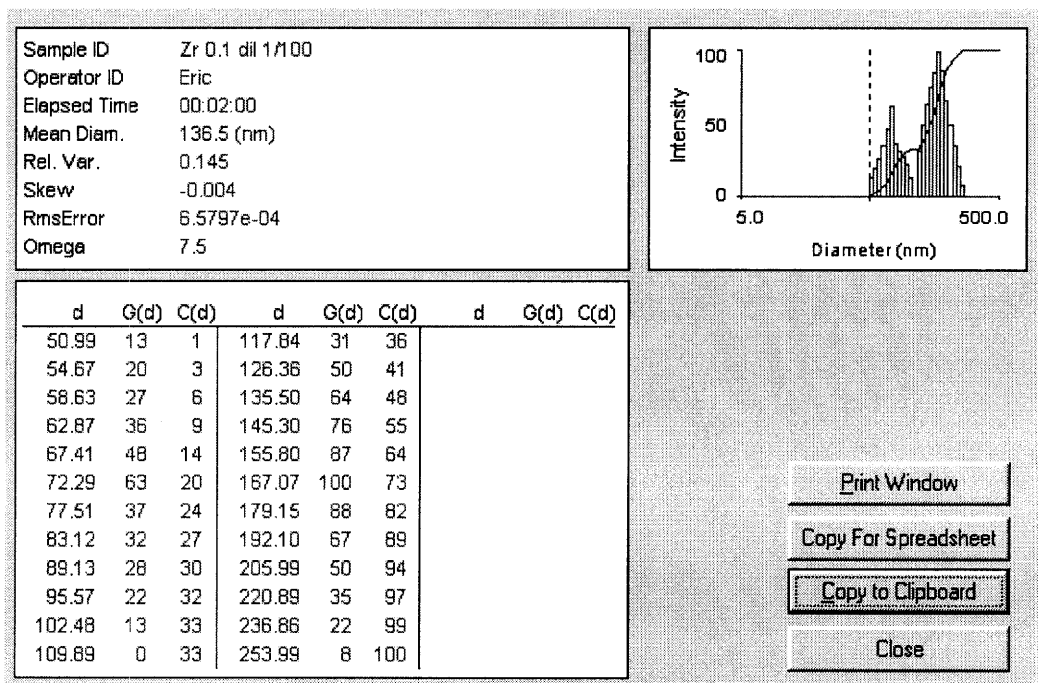 Sample ID Zr 0.1 dil 1/100
Operator ID Eric
Elapsed Time 00:02:00
Mean Diam. 136.5 (nm)
Rel. Var. 0.145
Skew -0.004
RmsError 6.5797e-04
Omega 7.5
100
50
0
Intensity
5.0 500.0
Diameter (nm)
d G(d) C(d) d G(d) C(d) d G(d) C(d)
50.99 13 1 117.84 31 36
54.67 20 3 126.36 50 41
58.63 27 6 135.50 64 48
62.87 36 9 145.30 76 55
67.41 48 14 155.80 87 64
72.29 63 20 167.07 100 73
77.51 37 24 179.15 88 82
83.12 32 27 192.10 67 89
89.13 28 30 205.99 50 94
95.57 22 32 220.89 35 97
102.48 13 33 236.86 22 99
109.89 0 33 253.99 8 100
Print Window
Copy For Spreadsheet
Copy to Clipboard
Close